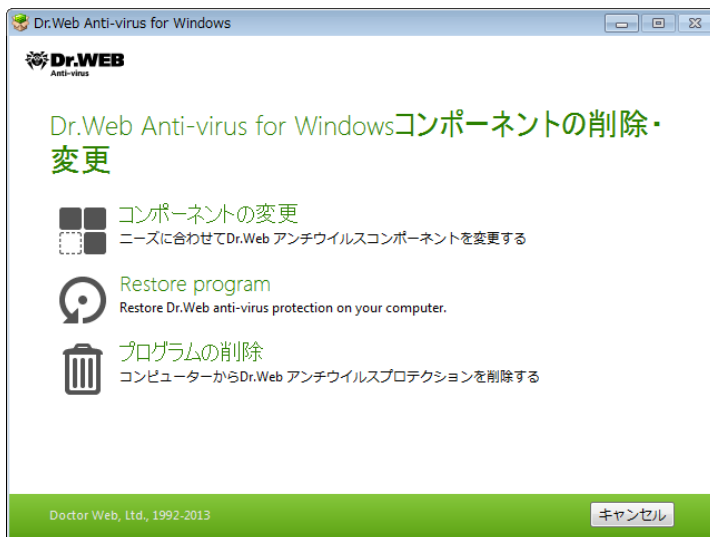 Dr.Web Anti-virus for Windows
Dr.WEB
Anti-virus
Dr.Web Anti-virus for Windowsコンポーネントの削除・
変更
コンポーネントの変更
ニーズに合わせてDr.Web アンチウイルスコンポーネントを変更する
Restore program
Restore Dr.Web anti-virus protection on your computer.
プログラムの削除
コンピューターからDr.Web アンチウイルスプロテクションを削除する
Doctor Web, Ltd., 1992-2013
キャンセル